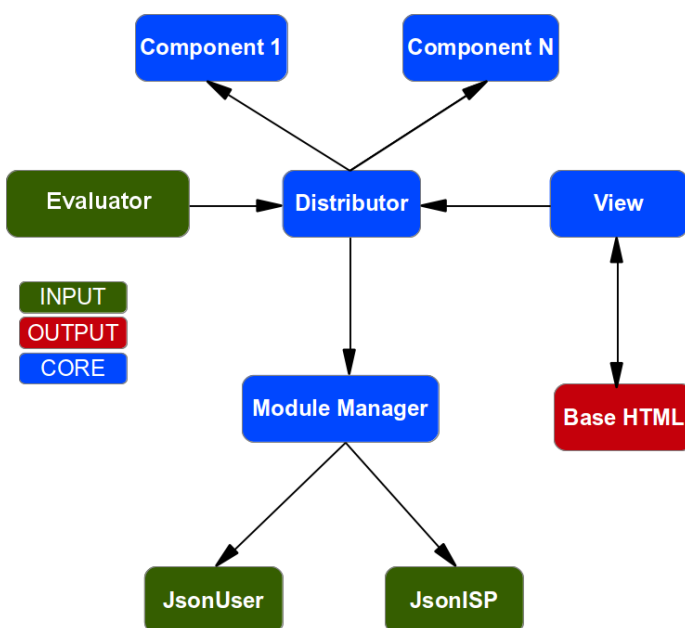 Component 1
Component N
Evaluator
Distributor
View
INPUT
OUTPUT
CORE
Module Manager
Base HTML
JsonUser
JsonISP